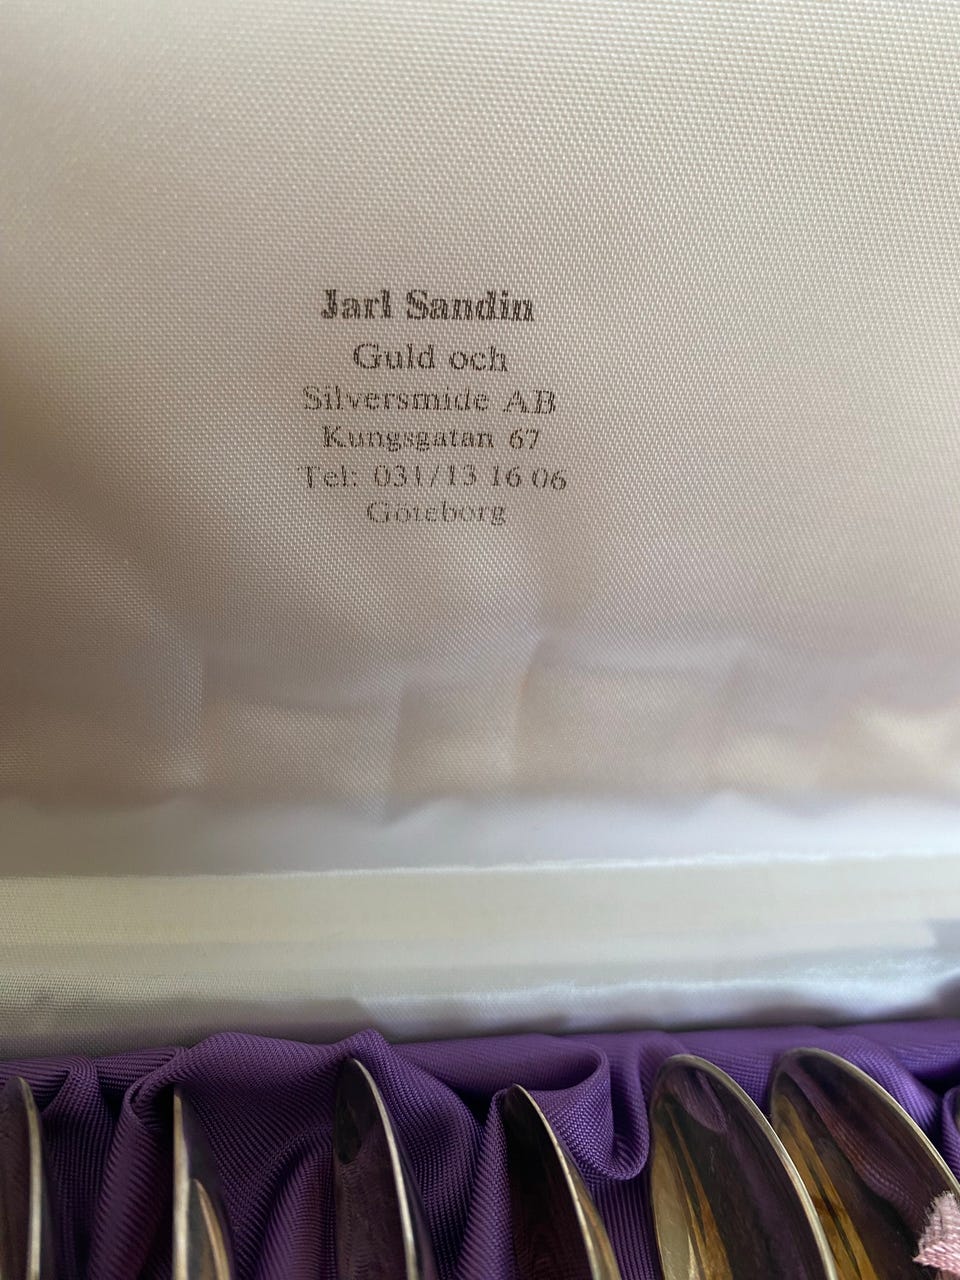 Jarl Sandin
Guld och
Silversmide AB
Kungsgatan 67
Tel: 031/13 16 06
Göteborg